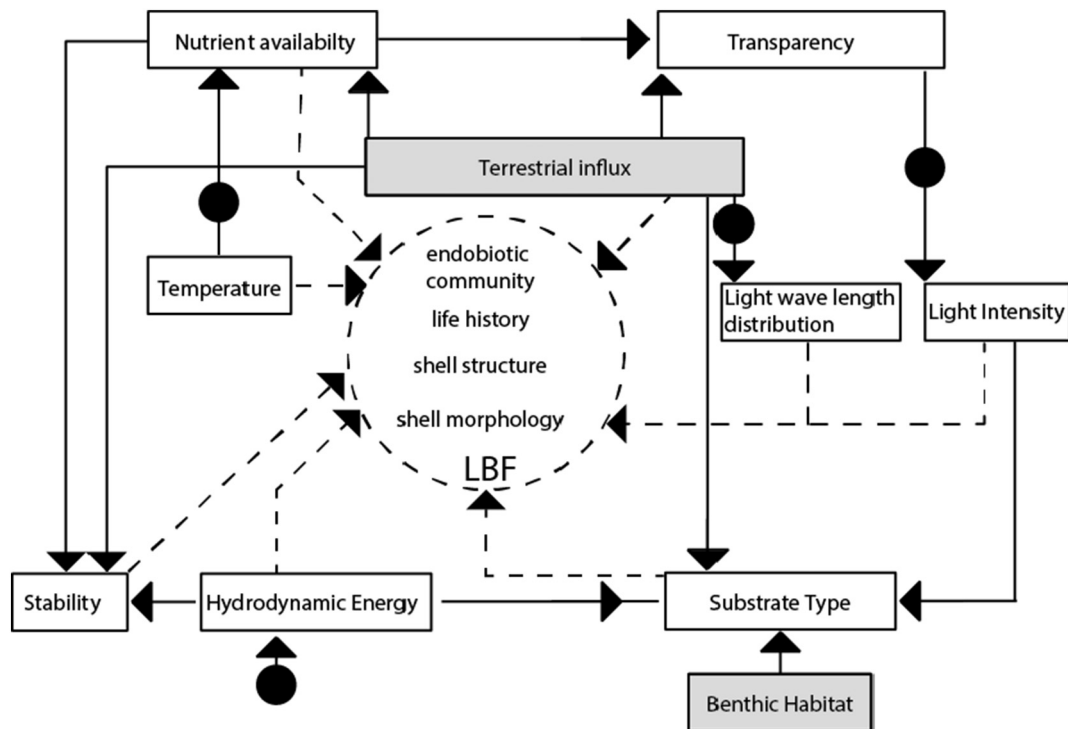 Nutrient availabilty
Transparency
Terrestrial influx
endobiotic
community
Temperature
life history
Light wave length
distribution
Light Intensity
shell structure
shell morphology
LBF
Stability
Hydrodynamic Energy
Substrate Type
Benthic Habitat